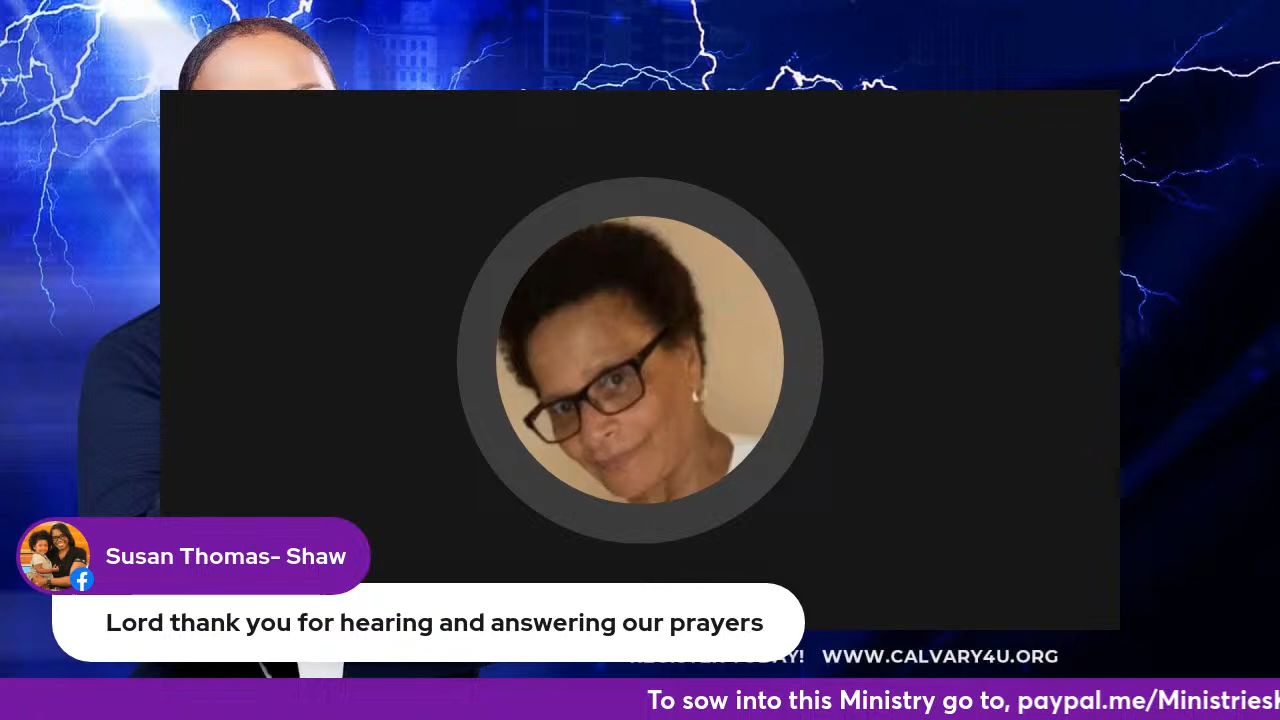 Susan Thomas- Shaw
Lord thank you for hearing and answering our prayers
TODAY! WWW.CALVARY4U.ORG
To sow into this Ministry go to, paypal.me/Ministries